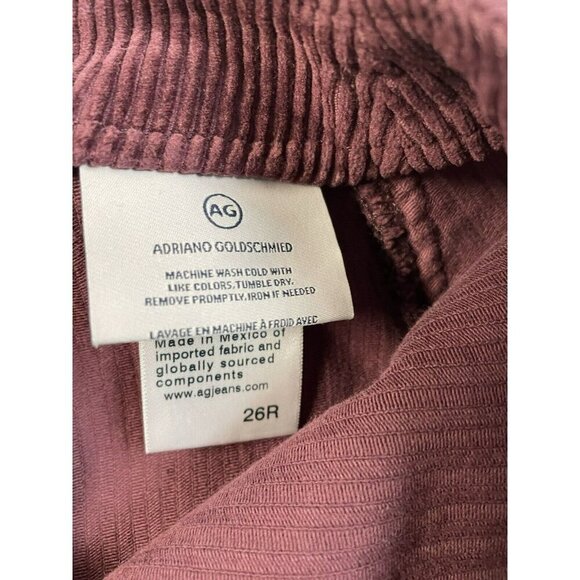 AG
ADRIANO GOLDSCHMIED
MACHINE WASH COLD WITH
LIKE COLORS, TUMBLE DRY.
REMOVE PROMPTLY, IRON IF NEEDED
LAVAGE EN MACHINE À FROID AVEC
Made in Mexico of
imported fabric and
globally sourced
components
www.agjeans.com
26R